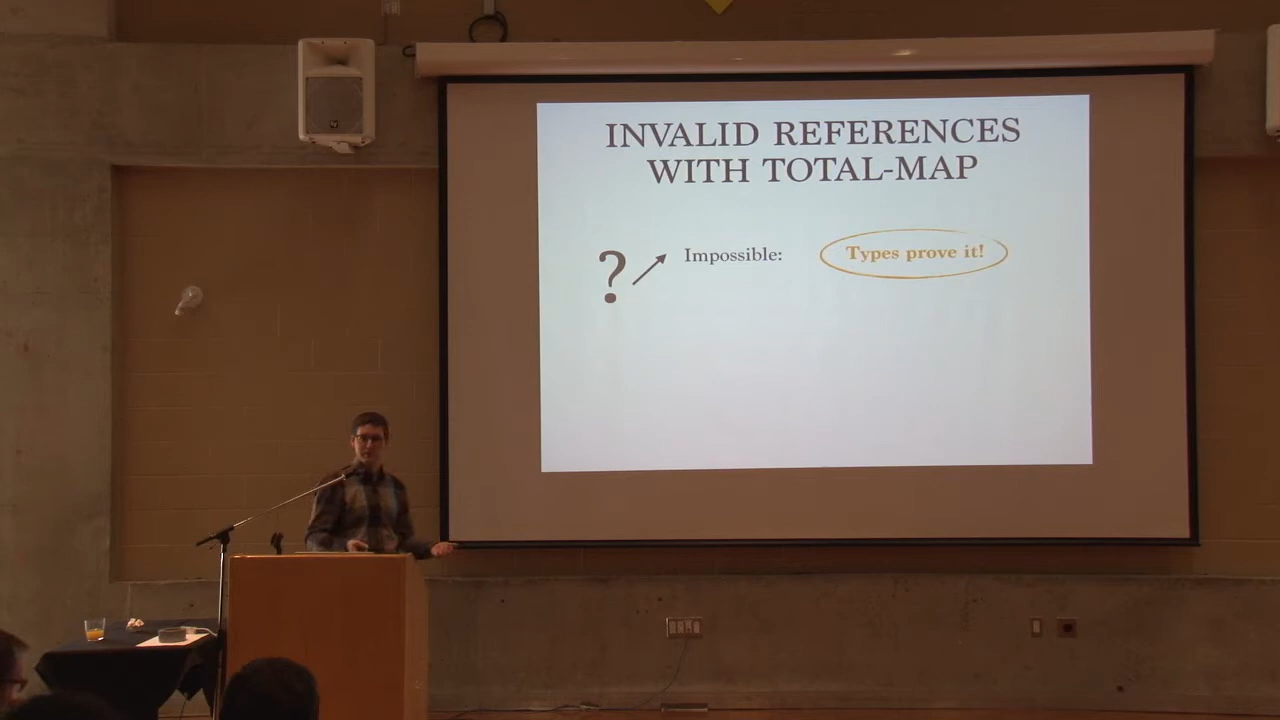 INVALID REFERENCES
WITH TOTAL-MAP
? Impossible: Types prove it!